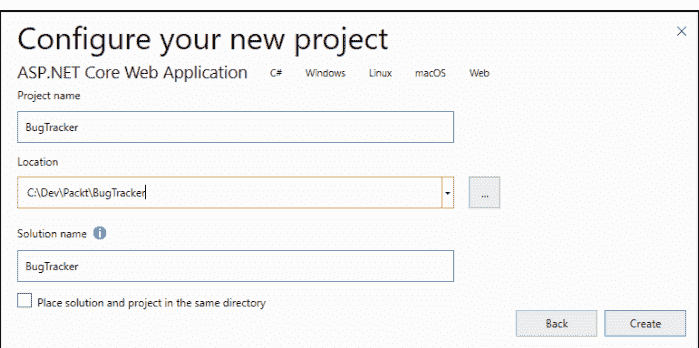 Configure your new project
ASP.NET Core Web Application C# Windows Linux macOS Web
Project name
BugTracker
Location
C:\Dev\Packt\BugTracker
...
Solution name
BugTracker
Place solution and project in the same directory
Back Create